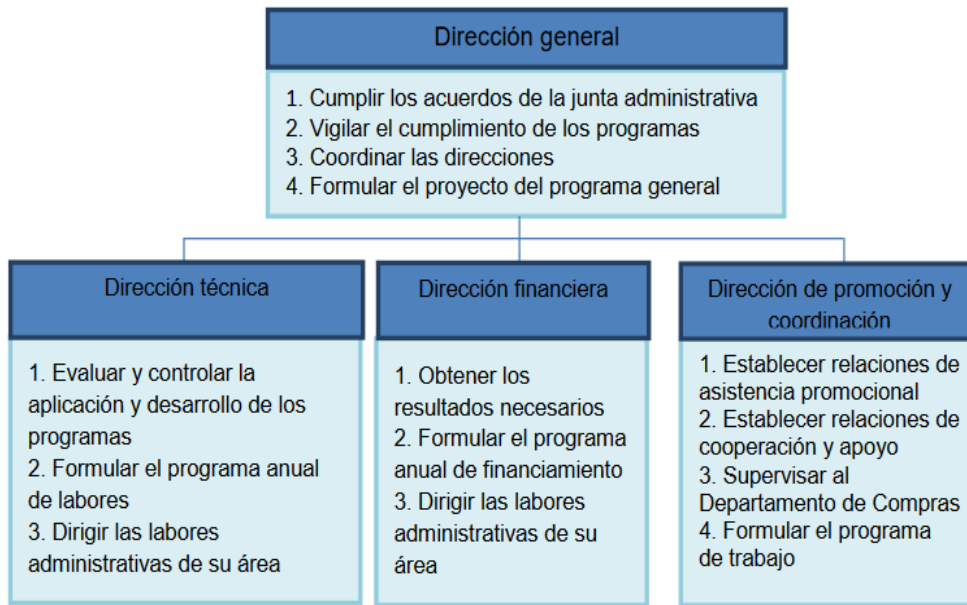 Dirección general
1. Cumplir los acuerdos de la junta administrativa
2. Vigilar el cumplimiento de los programas
3. Coordinar las direcciones
4. Formular el proyecto del programa general
Dirección técnica
1. Evaluar y controlar la
aplicación y desarrollo de los
programas
2. Formular el programa anual
de labores
3. Dirigir las labores
administrativas de su área
Dirección financiera
1. Obtener los
resultados necesarios
2. Formular el programa
anual de financiamiento
3. Dirigir las labores
administrativas de su
área
Dirección de promoción y
coordinación
1. Establecer relaciones de
asistencia promocional
2. Establecer relaciones de
cooperación y apoyo
3. Supervisar al
Departamento de Compras
4. Formular el programa
de trabajo